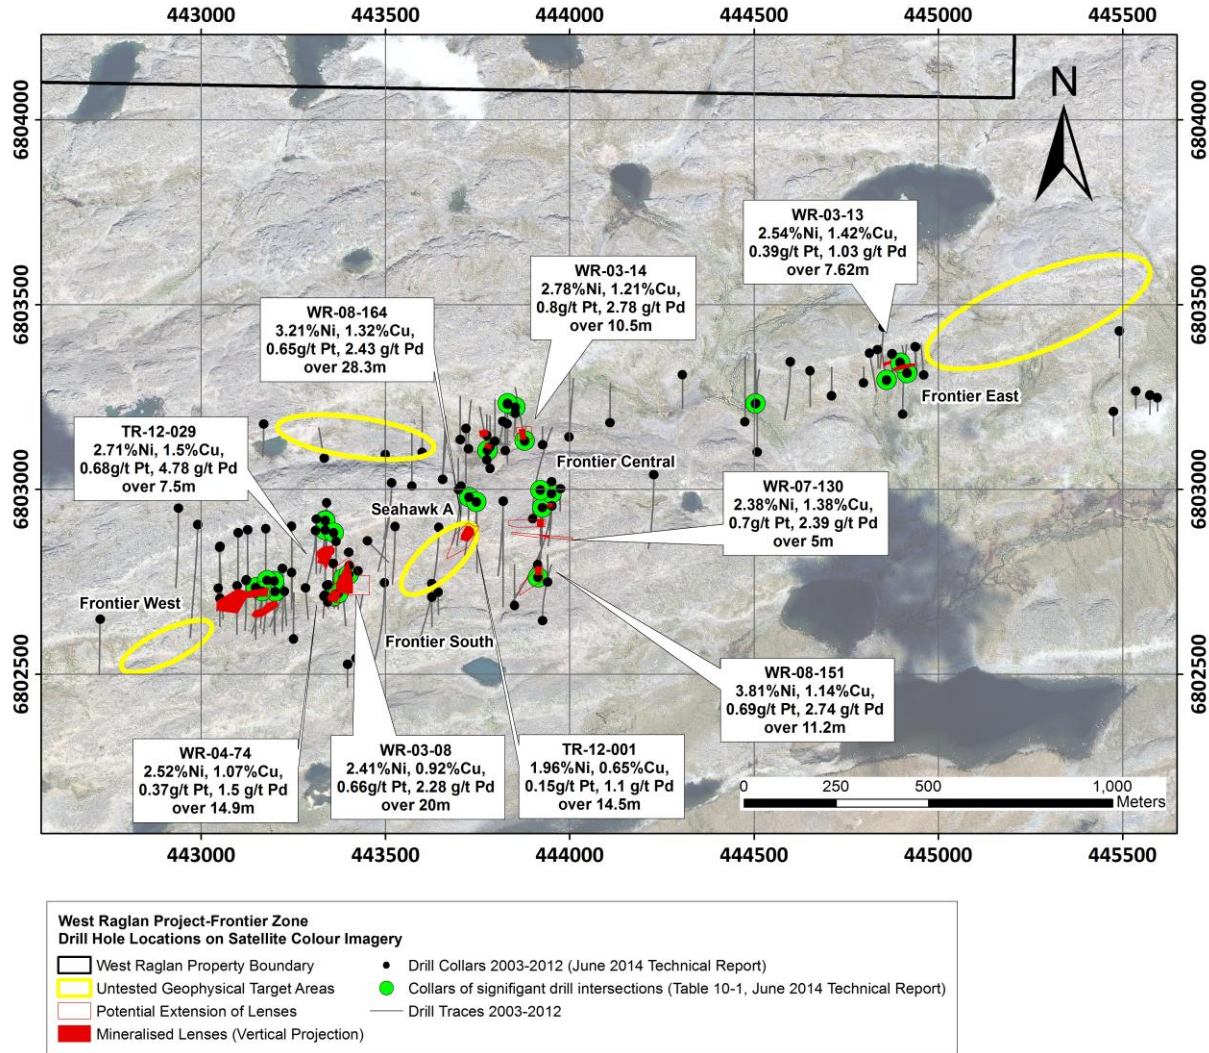 443000 443500 444000 444500 445000 445500
6804000
6804000
N
WR-03-13
2.54%Ni, 1.42%Cu,
0.39g/t Pt, 1.03 g/t Pd
over 7.62m
WR-03-14
2.78%Ni, 1.21%Cu,
0.8g/t Pt, 2.78 g/t Pd
over 10.5m
6803500
6803500
WR-08-164
3.21%Ni, 1.32%Cu,
0.65g/t Pt, 2.43 g/t Pd
over 28.3m
Frontier East
TR-12-029
2.71%Ni, 1.5%Cu,
0.68g/t Pt, 4.78 g/t Pd
over 7.5m
Frontier Central
6803000
6803000
Seahawk A
WR-07-130
2.38%Ni, 1.38%Cu,
0.7g/t Pt, 2.39 g/t Pd
over 5m
Frontier West
Frontier South
6802500
6802500
WR-08-151
3.81%Ni, 1.14%Cu,
0.69g/t Pt, 2.74 g/t Pd
over 11.2m
WR-04-74
2.52%Ni, 1.07%Cu,
0.37g/t Pt, 1.5 g/t Pd
over 14.9m
WR-03-08
2.41%Ni, 0.92%Cu,
0.66g/t Pt, 2.28 g/t Pd
over 20m
TR-12-001
1.96%Ni, 0.65%Cu,
0.15g/t Pt, 1.1 g/t Pd
over 14.5m
0 250 500 1,000
Meters
443000 443500 444000 444500 445000 445500
West Raglan Project-Frontier Zone
Drill Hole Locations on Satellite Colour Imagery
West Raglan Property Boundary
Untested Geophysical Target Areas
Potential Extension of Lenses
Mineralised Lenses (Vertical Projection)
Drill Collars 2003-2012 (June 2014 Technical Report)
Collars of signifigant drill intersections (Table 10-1, June 2014 Technical Report)
Drill Traces 2003-2012